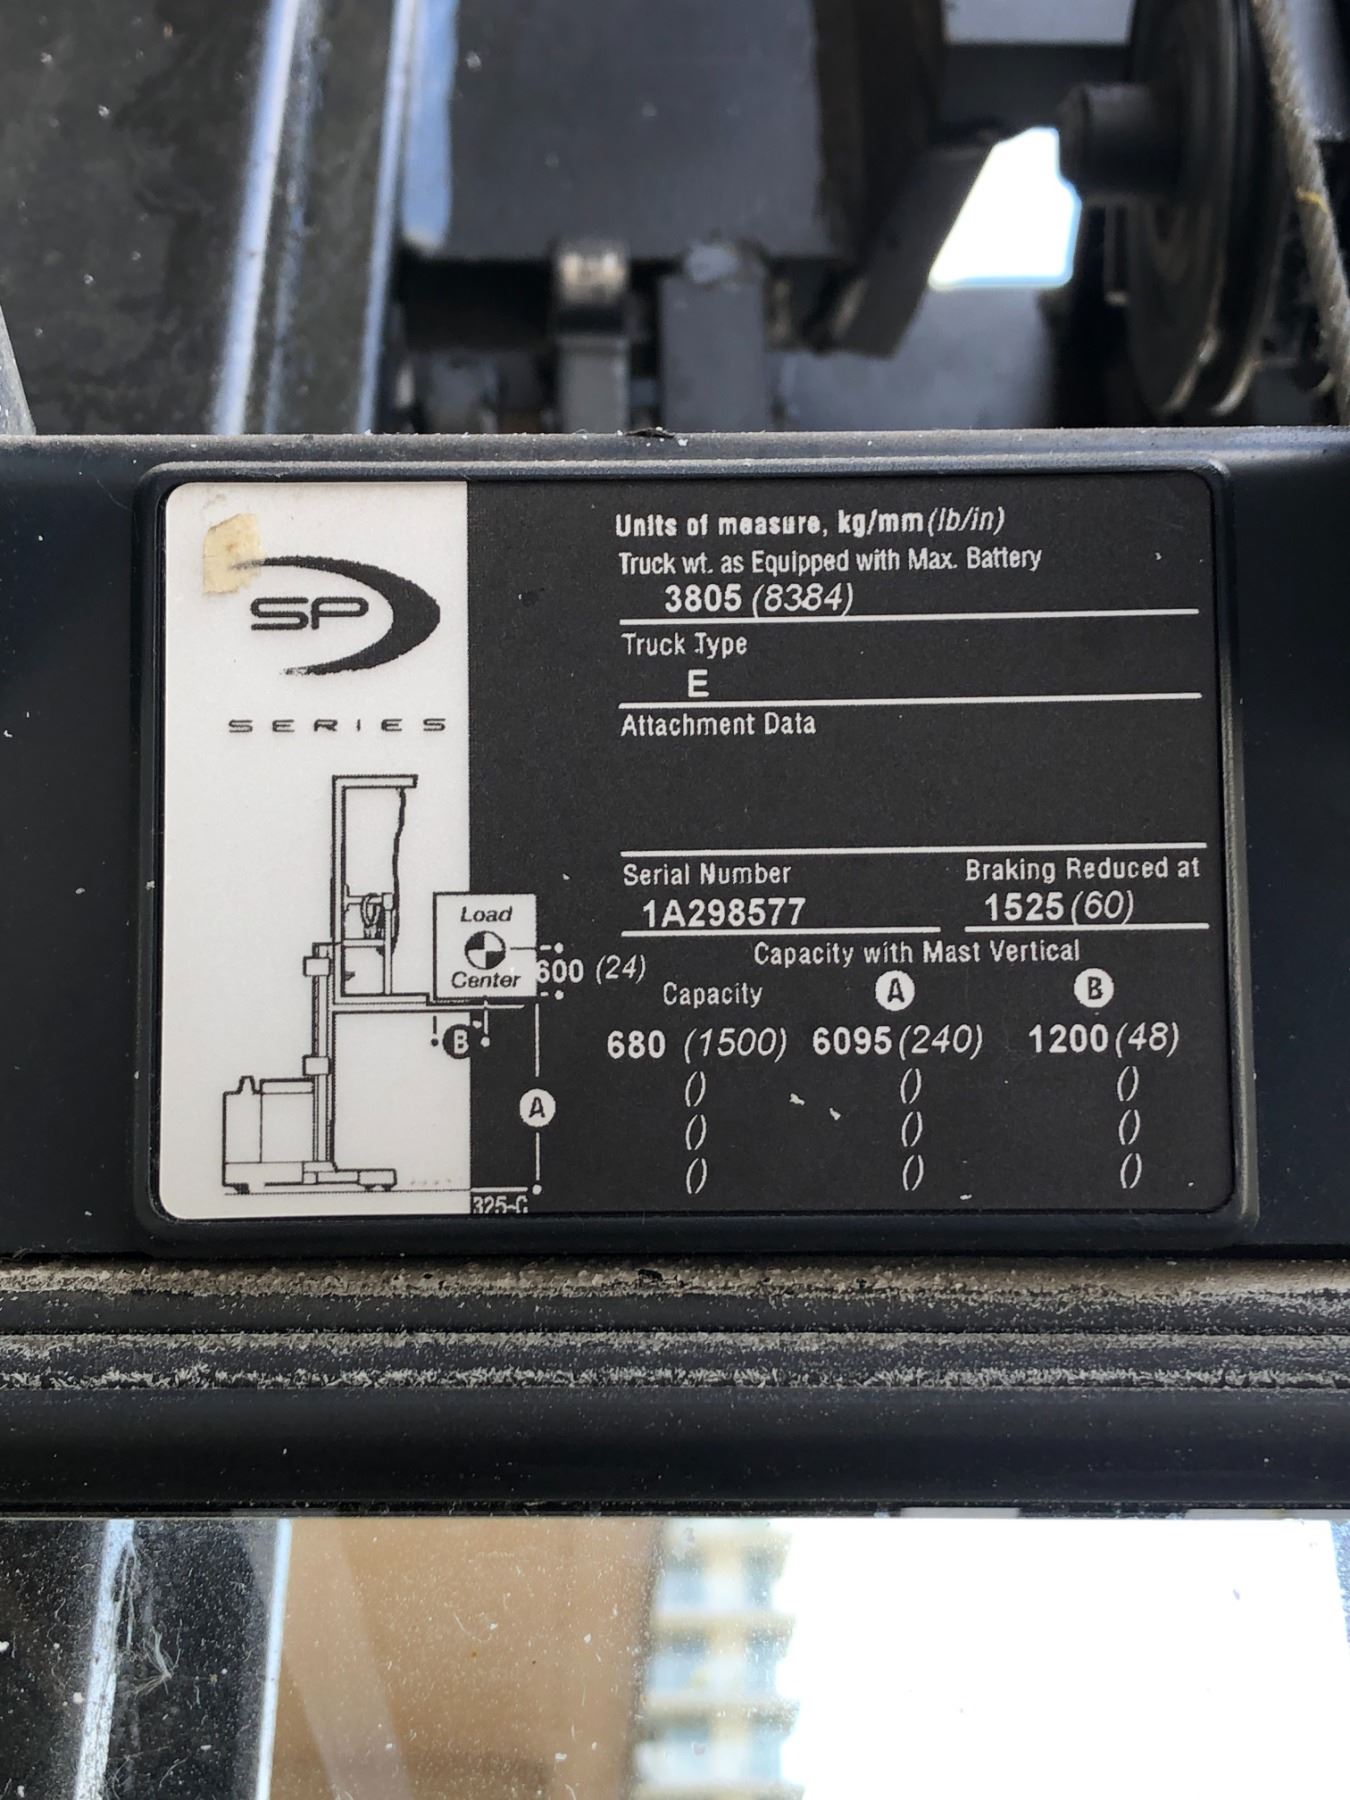 SP
SERIES
Load
Center
600 (24)
B
A
325-C
Units of measure, kg/mm (lb/in)
Truck wt. as Equipped with Max. Battery
3805 (8384)
Truck Type
E
Attachment Data
Serial Number Braking Reduced at
1A298577 1525 (60)
Capacity with Mast Vertical
Capacity A B
680 (1500) 6095 (240) 1200 (48)
() () ()
() () ()
() () ()